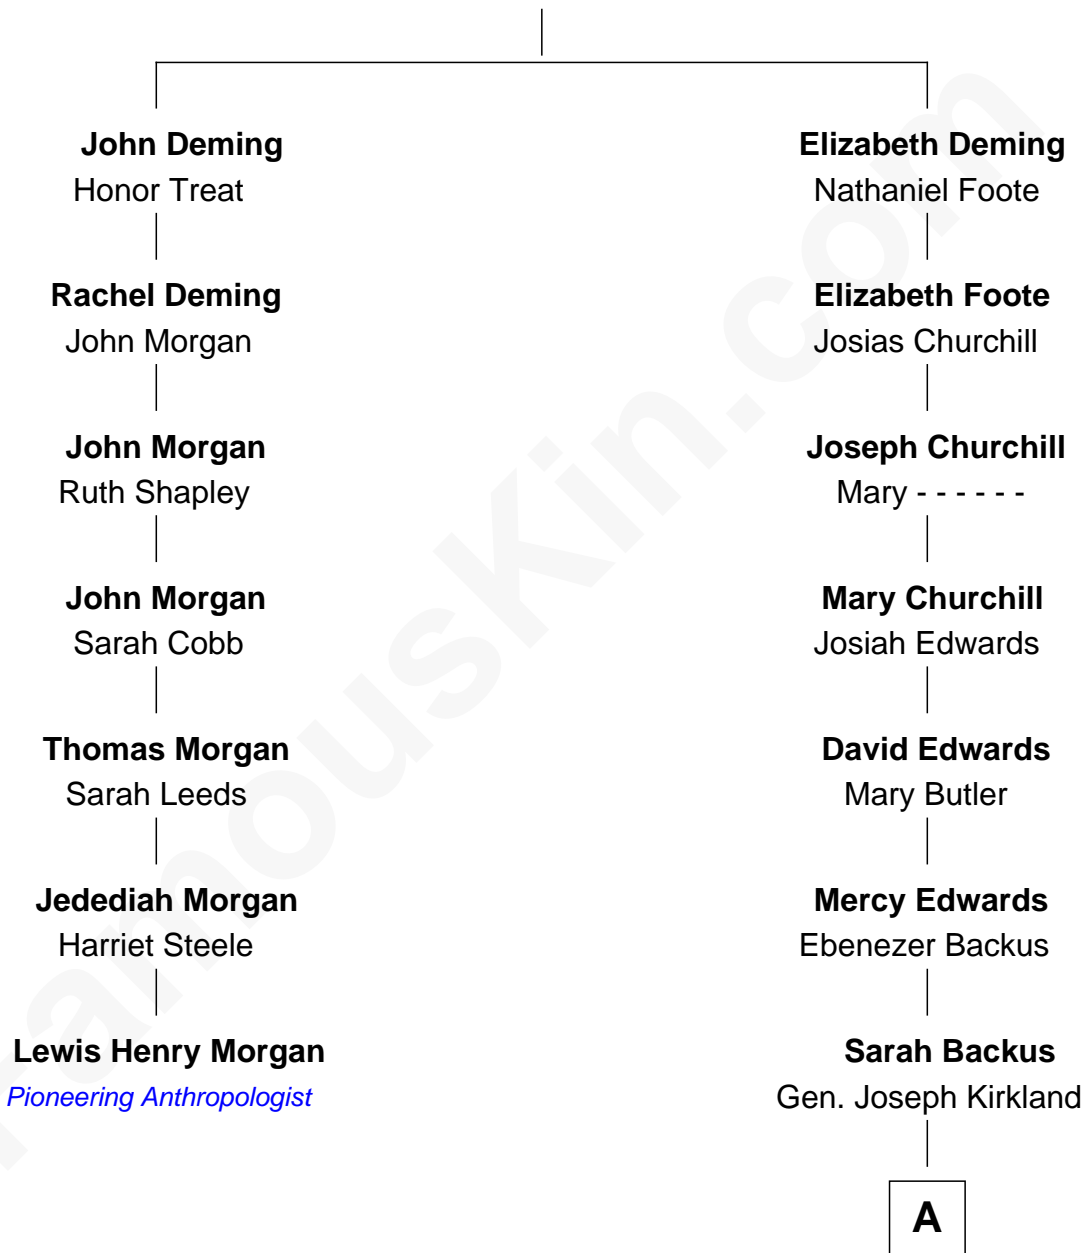 John Deming
Honor Treat
Rachel Deming
John Morgan
John Morgan
Ruth Shapley
John Morgan
Sarah Cobb
Thomas Morgan
Sarah Leeds
Jedediah Morgan
Harriet Steele
Lewis Henry Morgan
Pioneering Anthropologist
Elizabeth Deming
Nathaniel Foote
Elizabeth Foote
Josias Churchill
Joseph Churchill
Mary - - - - - -
Mary Churchill
Josiah Edwards
David Edwards
Mary Butler
Mercy Edwards
Ebenezer Backus
Sarah Backus
Gen. Joseph Kirkland
A
FamousKin.com